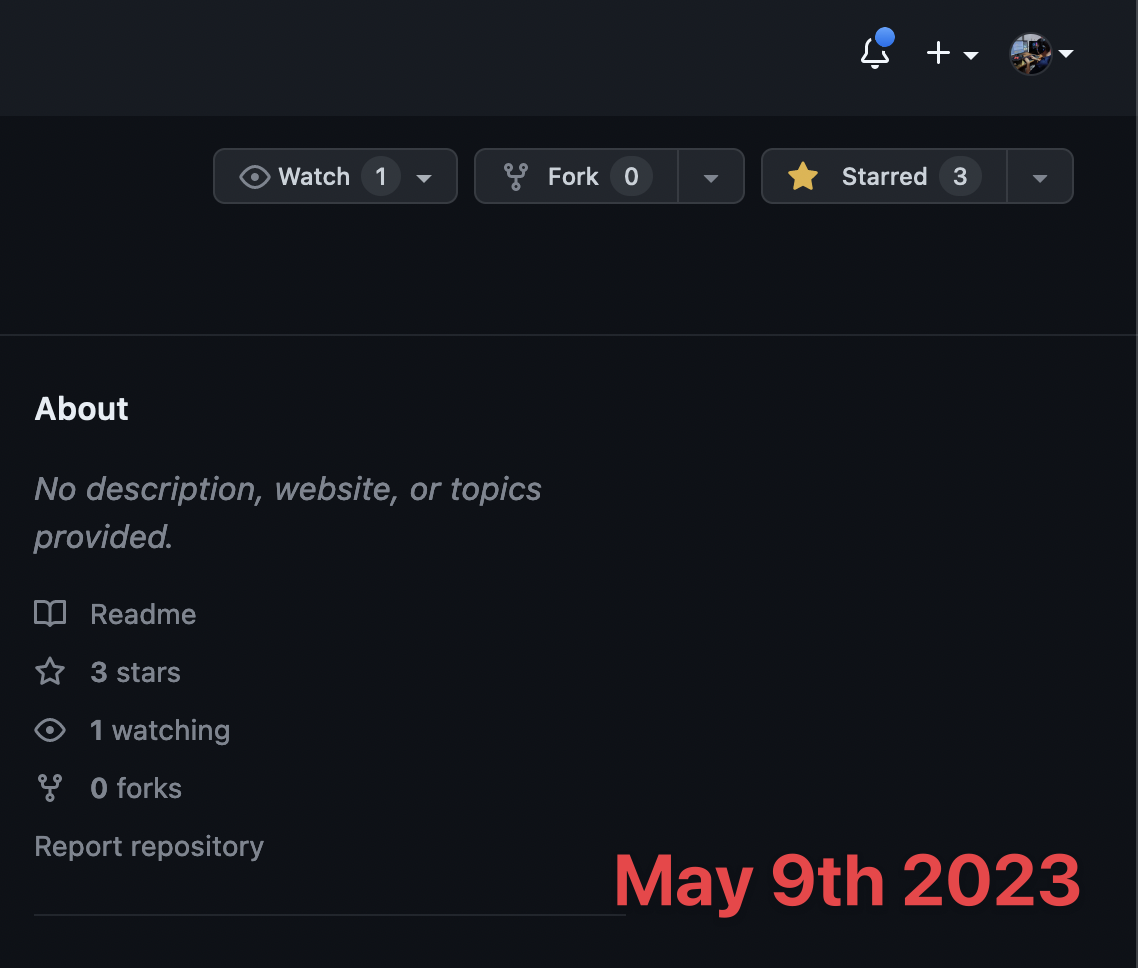 Watch 1 Fork 0 Starred 3
About
No description, website, or topics
provided.
Readme
3 stars
1 watching
0 forks
Report repository
May 9th 2023